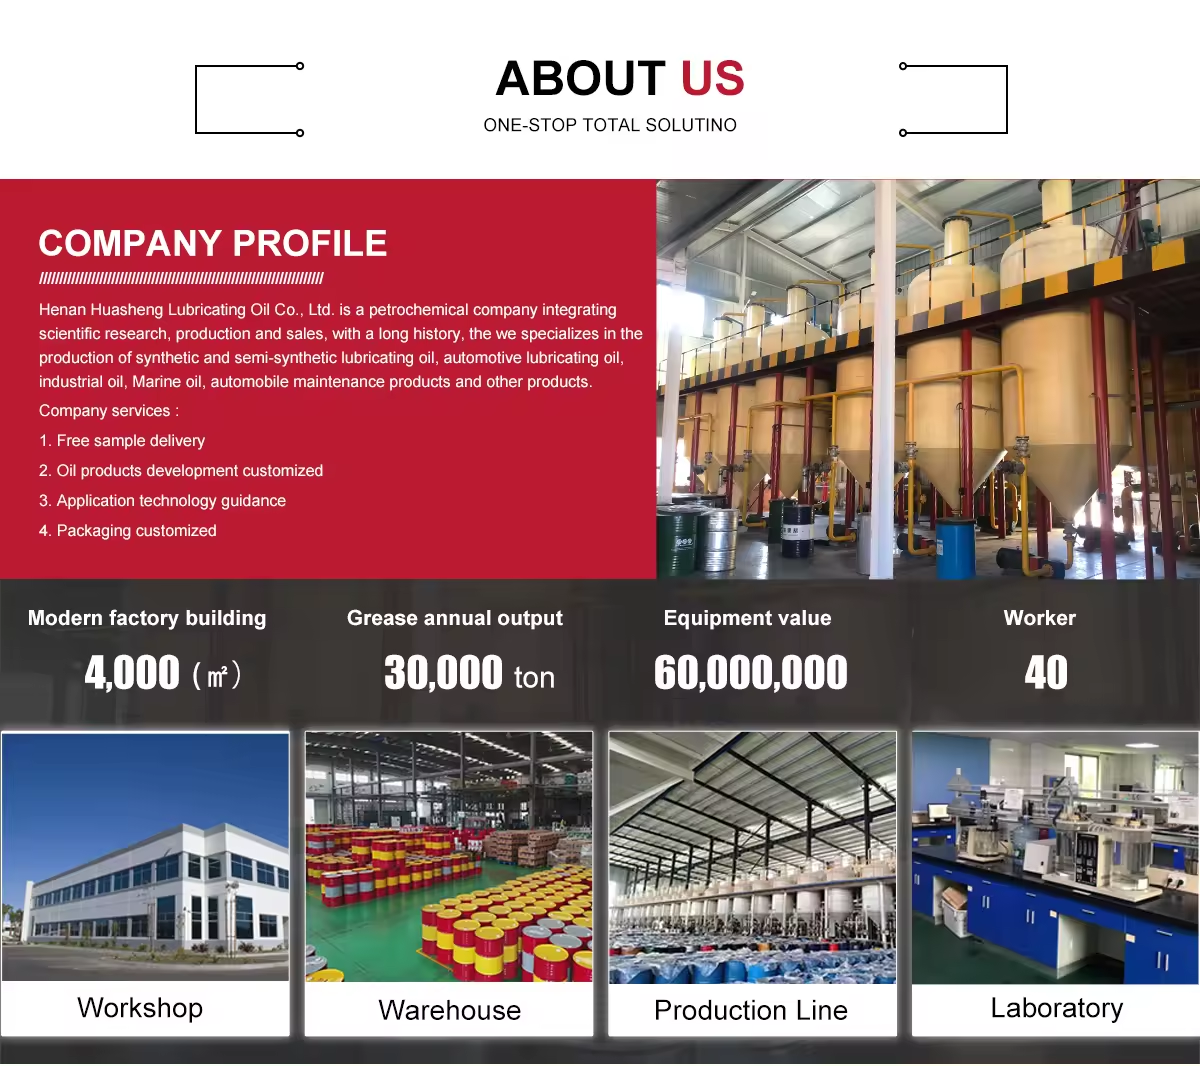 ABOUT US
ONE-STOP TOTAL SOLUTINO
COMPANY PROFILE
Henan Huasheng Lubricating Oil Co., Ltd. is a petrochemical company integrating
scientific research, production and sales, with a long history, the we specializes in the
production of synthetic and semi-synthetic lubricating oil, automotive lubricating oil,
industrial oil, Marine oil, automobile maintenance products and other products.
Company services :
1. Free sample delivery
2. Oil products development customized
3. Application technology guidance
4. Packaging customized
Modern factory building
4,000 (㎡)
Grease annual output
30,000 ton
Equipment value
60,000,000
Worker
40
Workshop
Warehouse
Production Line
Laboratory